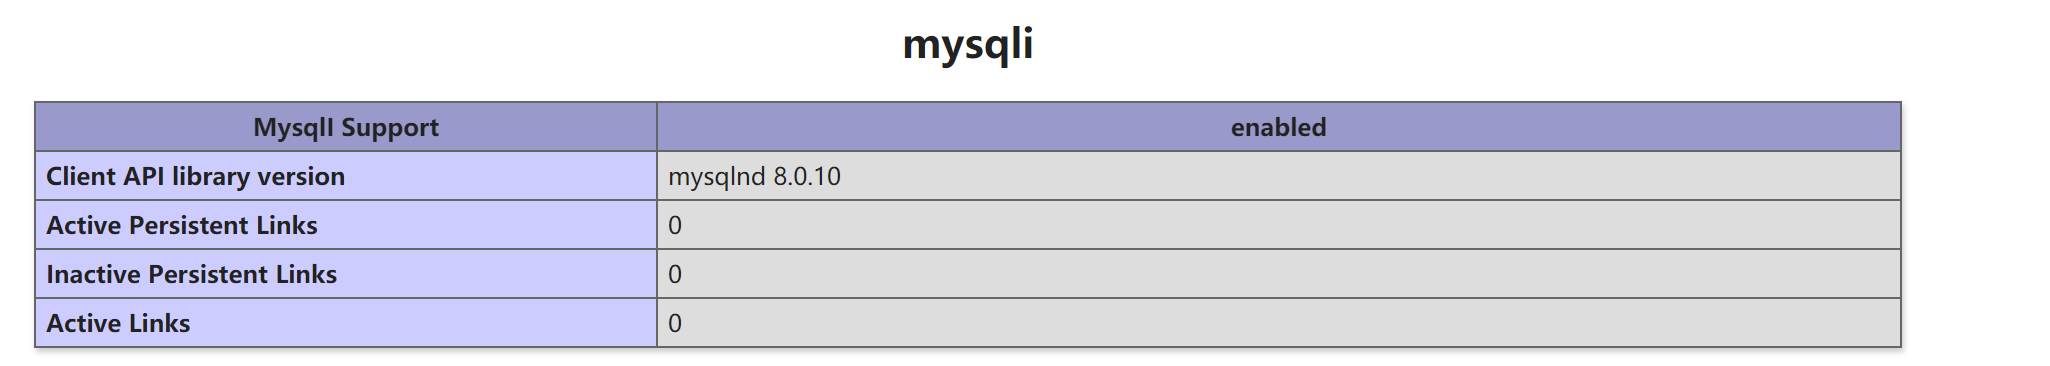 mysqli
MysqlI Support enabled
Client API library version mysqlnd 8.0.10
Active Persistent Links 0
Inactive Persistent Links 0
Active Links 0